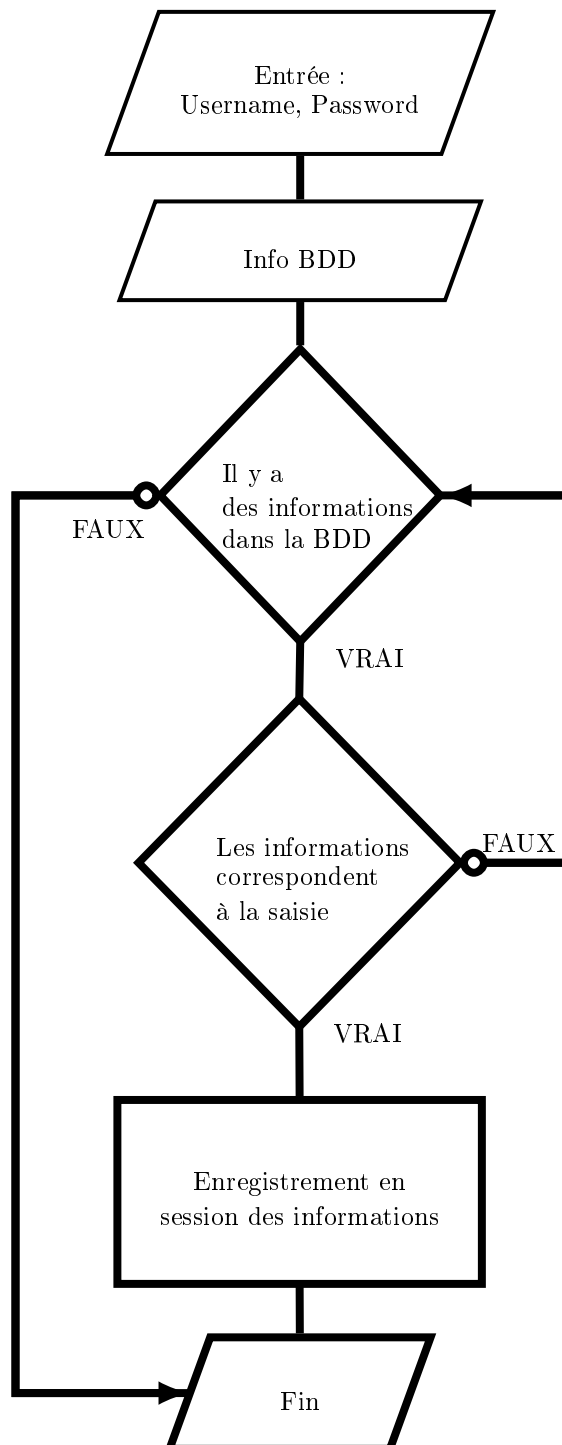 Entrée :
Username, Password
Info BDD
Il y a
des informations
dans la BDD
FAUX
VRAI
Les informations
correspondent
à la saisie
FAUX
VRAI
Enregistrement en
session des informations
Fin